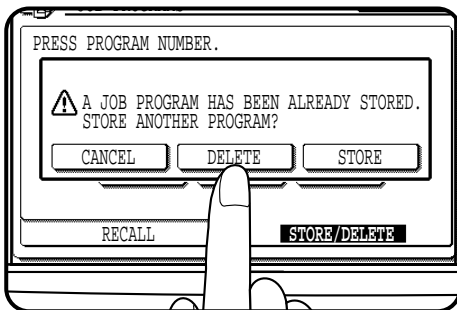 PRESS PROGRAM NUMBER.
A JOB PROGRAM HAS BEEN ALREADY STORED.
STORE ANOTHER PROGRAM?
CANCEL DELETE STORE
RECALL STORE/DELETE